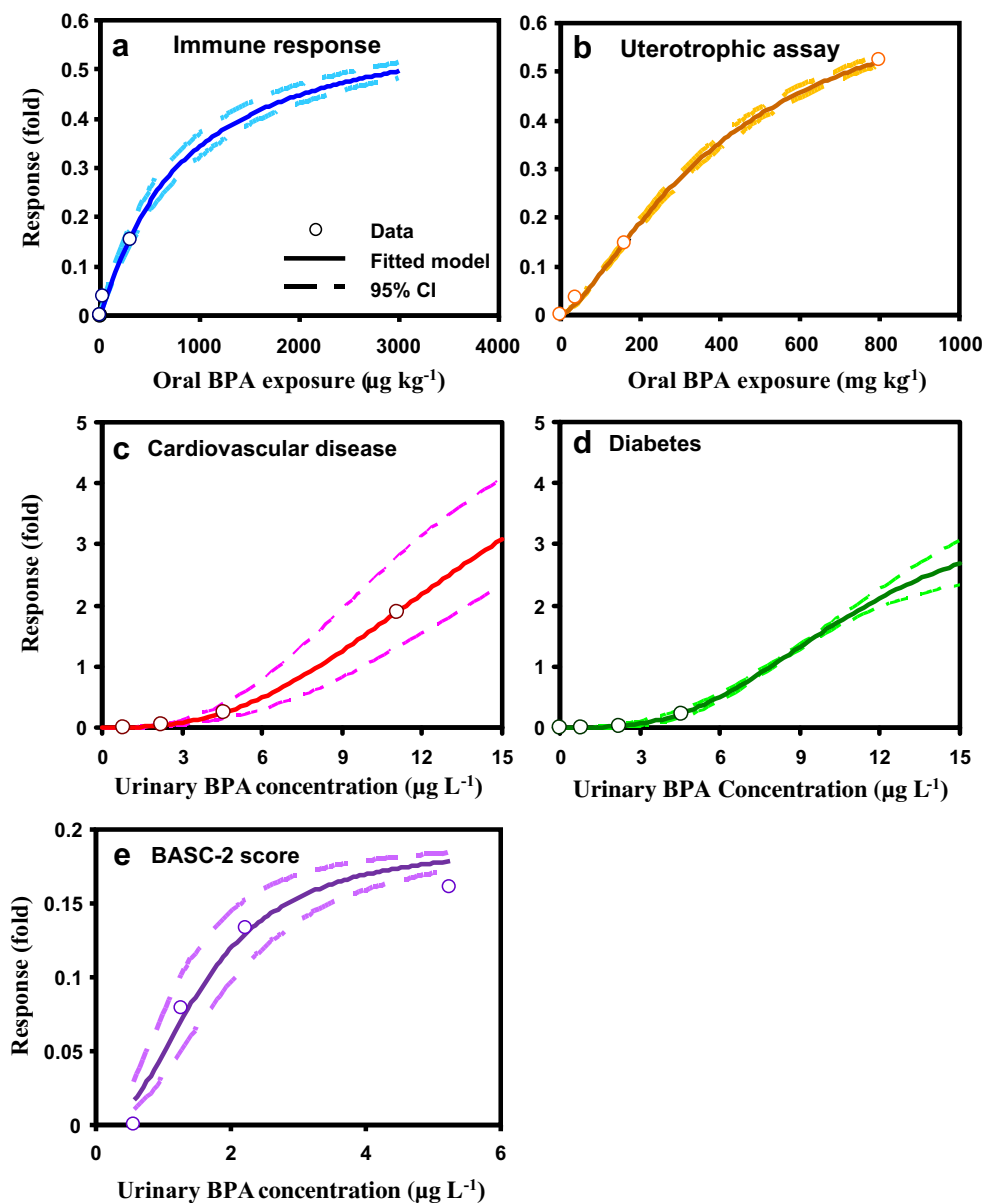 a Immune response
0.6
0.5
0.4
0.3
0.2
0.1
0
Response (fold)
Data
Fitted model
95% CI
0 1000 2000 3000 4000
Oral BPA exposure (µg kg-1)
b Uterotrophic assay
0.6
0.5
0.4
0.3
0.2
0.1
0
0 200 400 600 800 1000
Oral BPA exposure (mg kg-1)
c Cardiovascular disease
5
4
3
2
1
0
Response (fold)
0 3 6 9 12 15
Urinary BPA concentration (µg L-1)
d Diabetes
5
4
3
2
1
0
0 3 6 9 12 15
Urinary BPA Concentration (µg L-1)
e BASC-2 score
0.2
0.15
0.1
0.05
0
Response (fold)
0 2 4 6
Urinary BPA concentration (µg L-1)